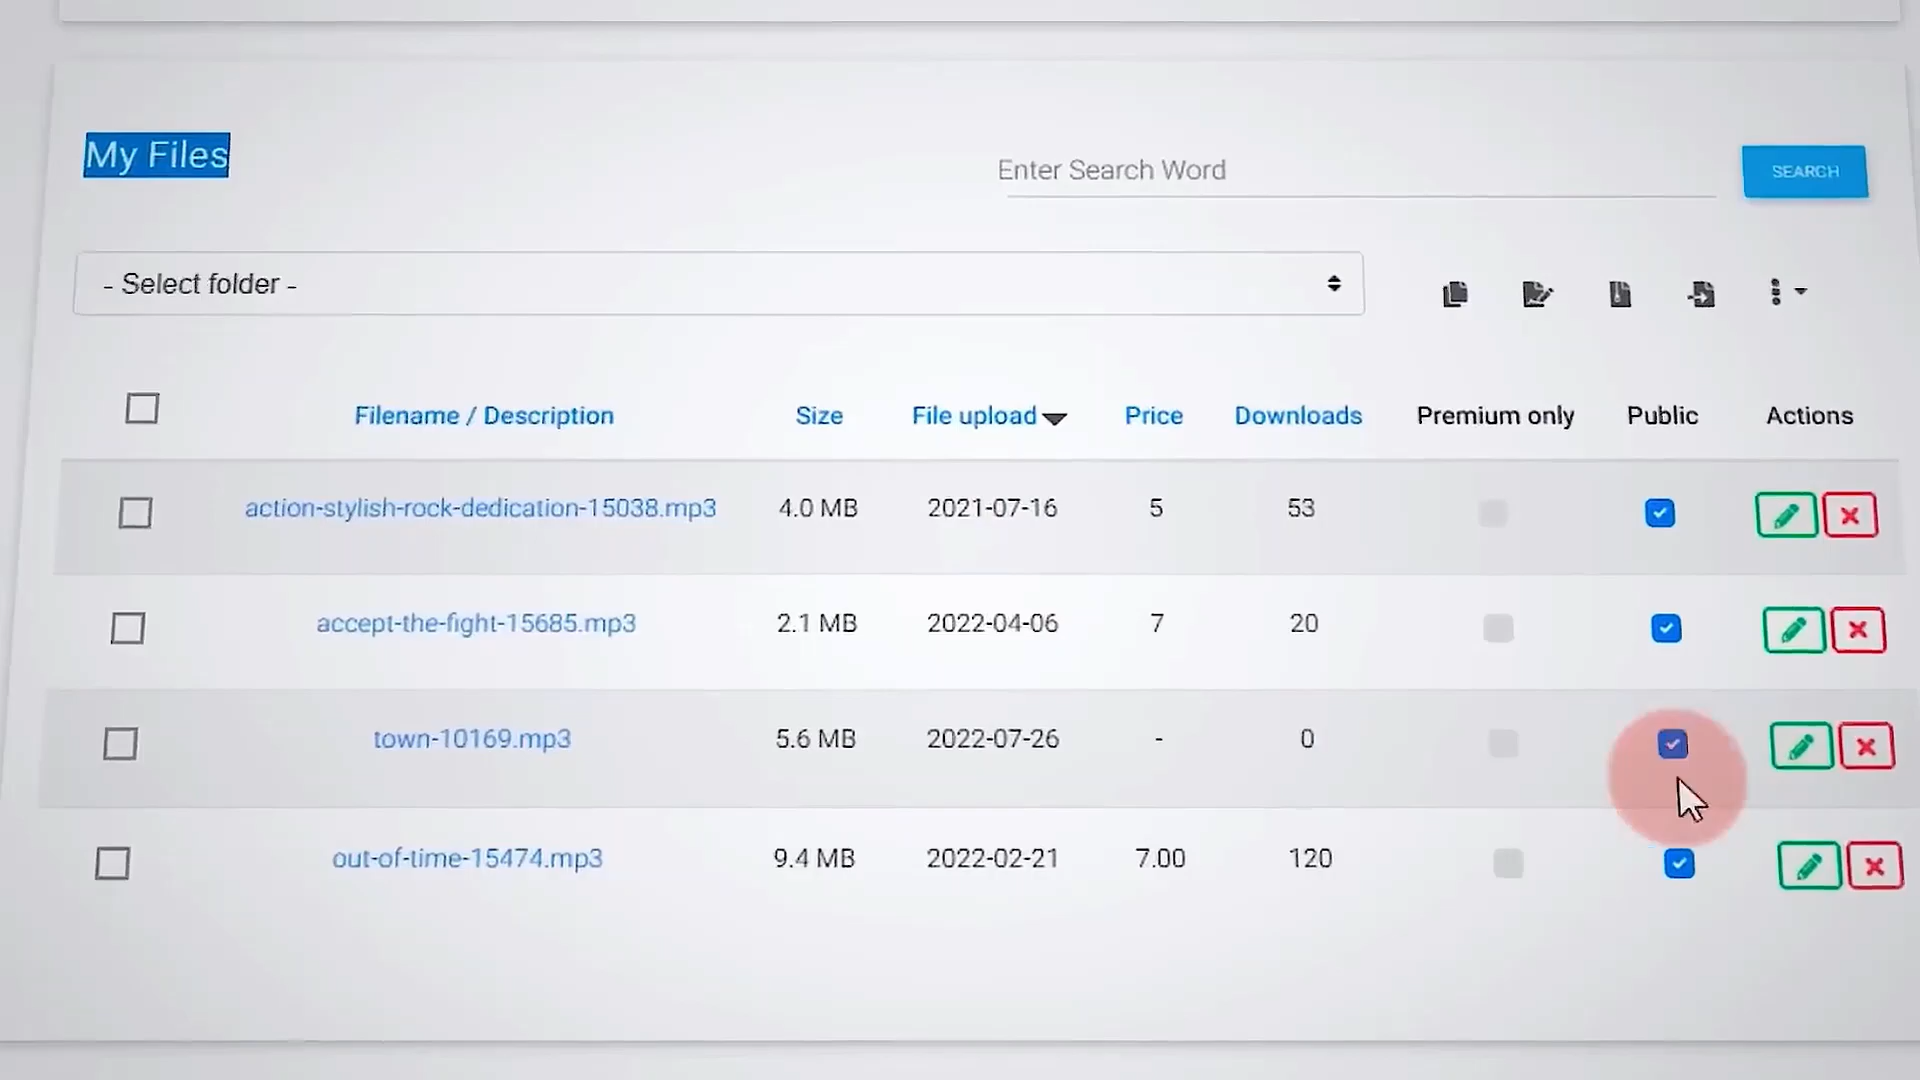 My Files
Enter Search Word
SEARCH
- Select folder -
Filename / Description Size File upload Price Downloads Premium only Public Actions
action-stylish-rock-dedication-15038.mp3 4.0 MB 2021-07-16 5 53
accept-the-fight-15685.mp3 2.1 MB 2022-04-06 7 20
town-10169.mp3 5.6 MB 2022-07-26 - 0
out-of-time-15474.mp3 9.4 MB 2022-02-21 7.00 120